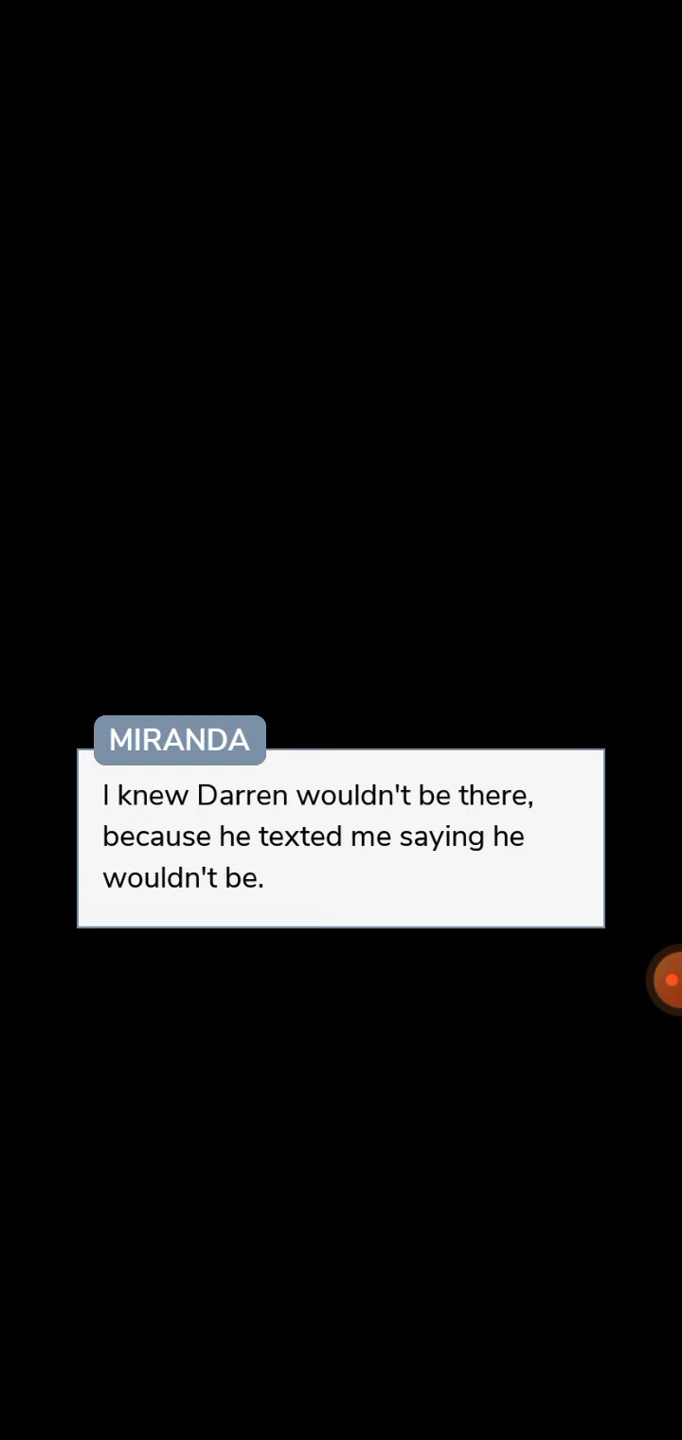 MIRANDA
I knew Darren wouldn't be there,
because he texted me saying he
wouldn't be.